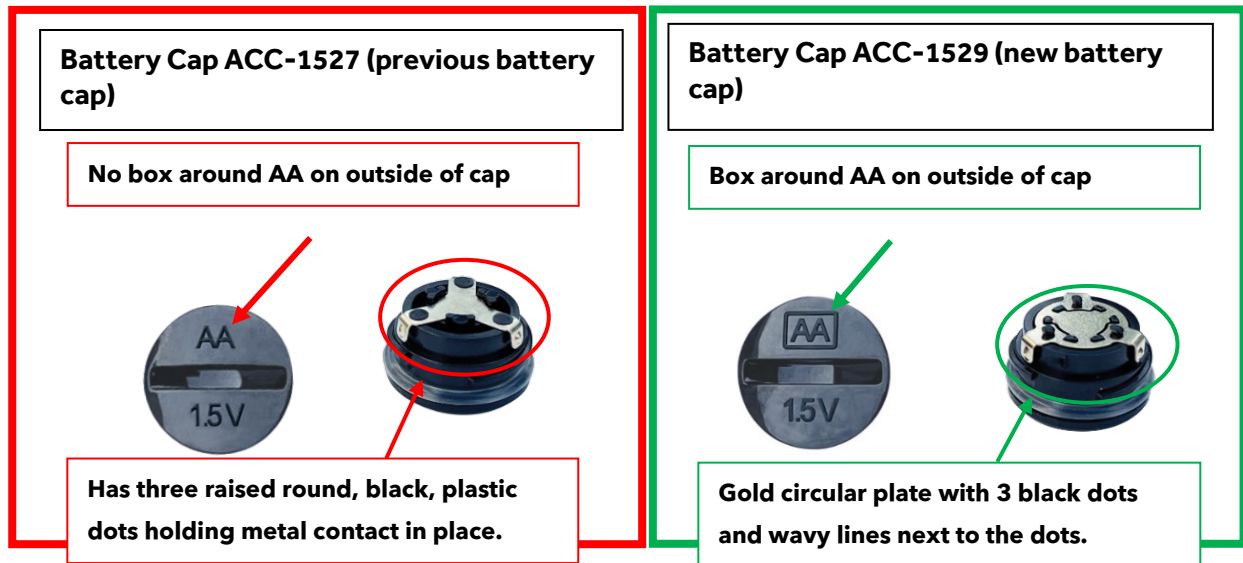 Battery Cap ACC-1527 (previous battery
cap)
No box around AA on outside of cap
AA
1.5V
Has three raised round, black, plastic
dots holding metal contact in place.
Battery Cap ACC-1529 (new battery
cap)
Box around AA on outside of cap
AA
1.5V
Gold circular plate with 3 black dots
and wavy lines next to the dots.